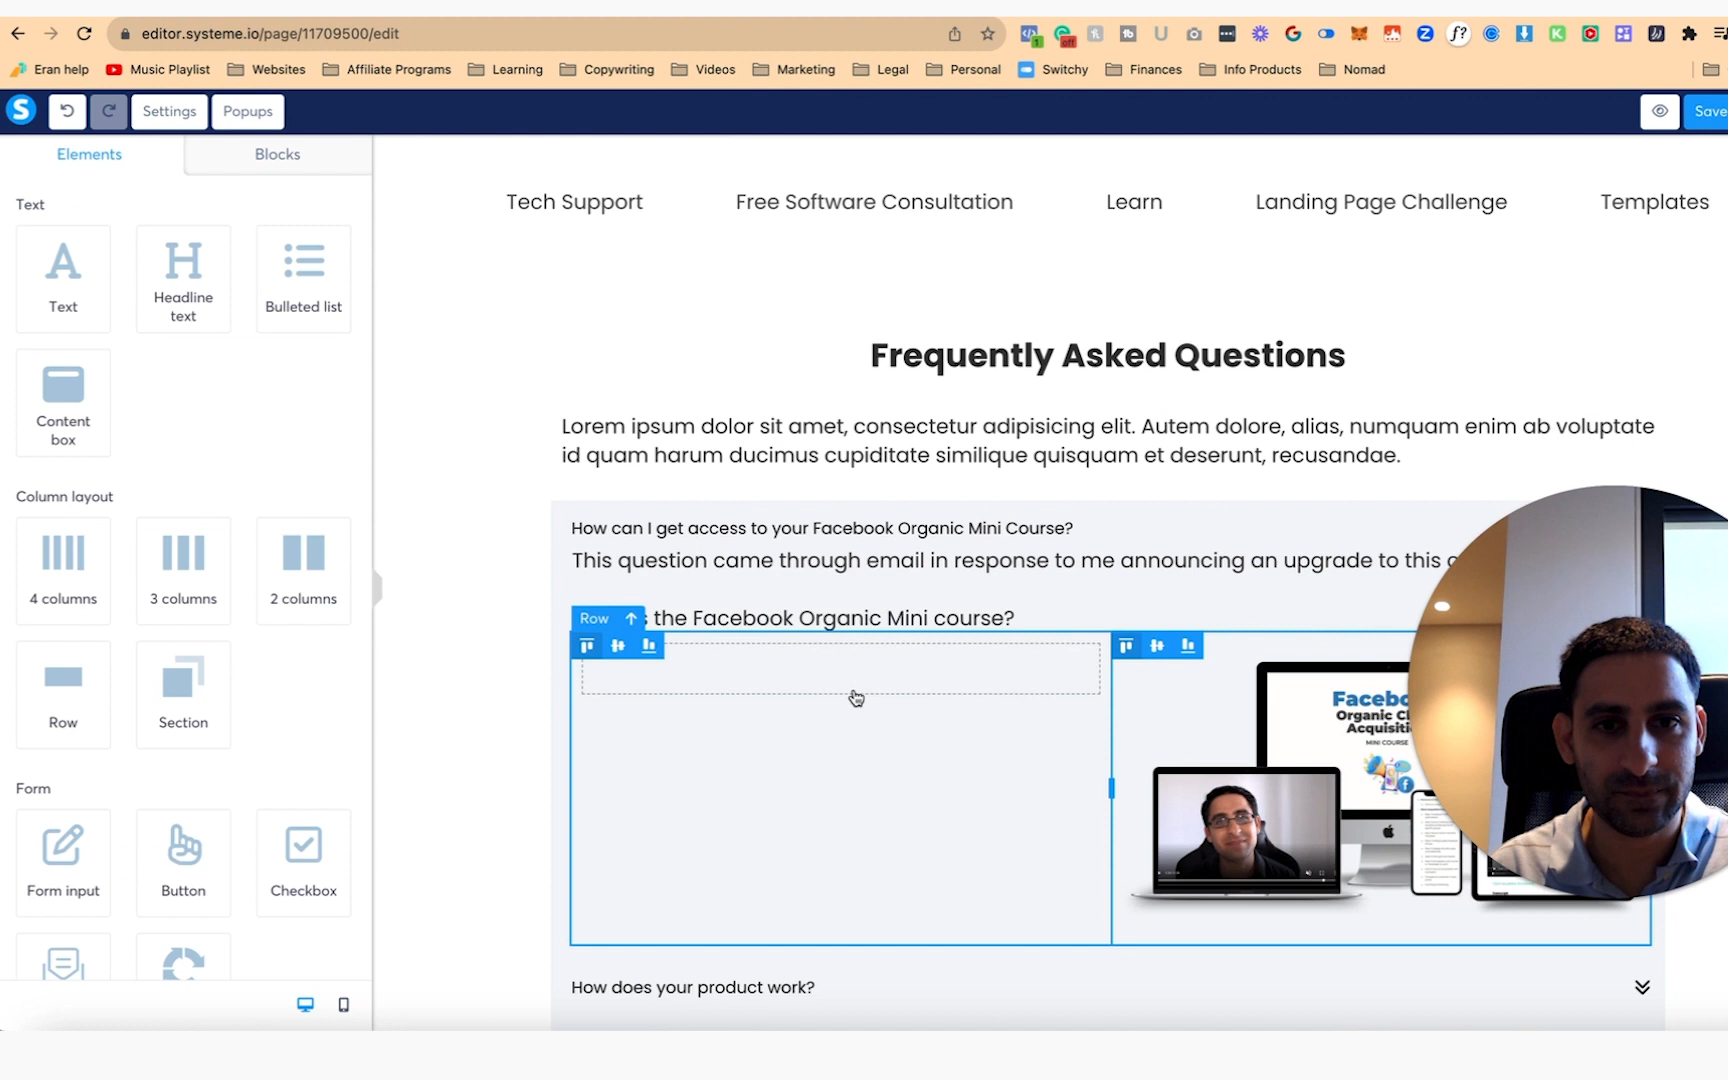 editor.systeme.io/page/11709500/edit
Eran help
Music Playlist
Websites
Affiliate Programs
Learning
Copywriting
Videos
Marketing
Legal
Personal
Switchy
Finances
Info Products
Nomad
S
Settings
Popups
Save
Elements
Blocks
Text
A
Text
H
Headline
text
Bulleted list
Content
box
Column layout
4 columns
3 columns
2 columns
Row
Section
Form
Form input
Button
Checkbox
Tech Support
Free Software Consultation
Learn
Landing Page Challenge
Templates
Frequently Asked Questions
Lorem ipsum dolor sit amet, consectetur adipisicing elit. Autem dolore, alias, numquam enim ab voluptate
id quam harum ducimus cupiditate similique quisquam et deserunt, recusandae.
How can I get access to your Facebook Organic Mini Course?
This question came through email in response to me announcing an upgrade to this
Row
the Facebook Organic Mini course?
Organic
MINI COURSE
How does your product work?